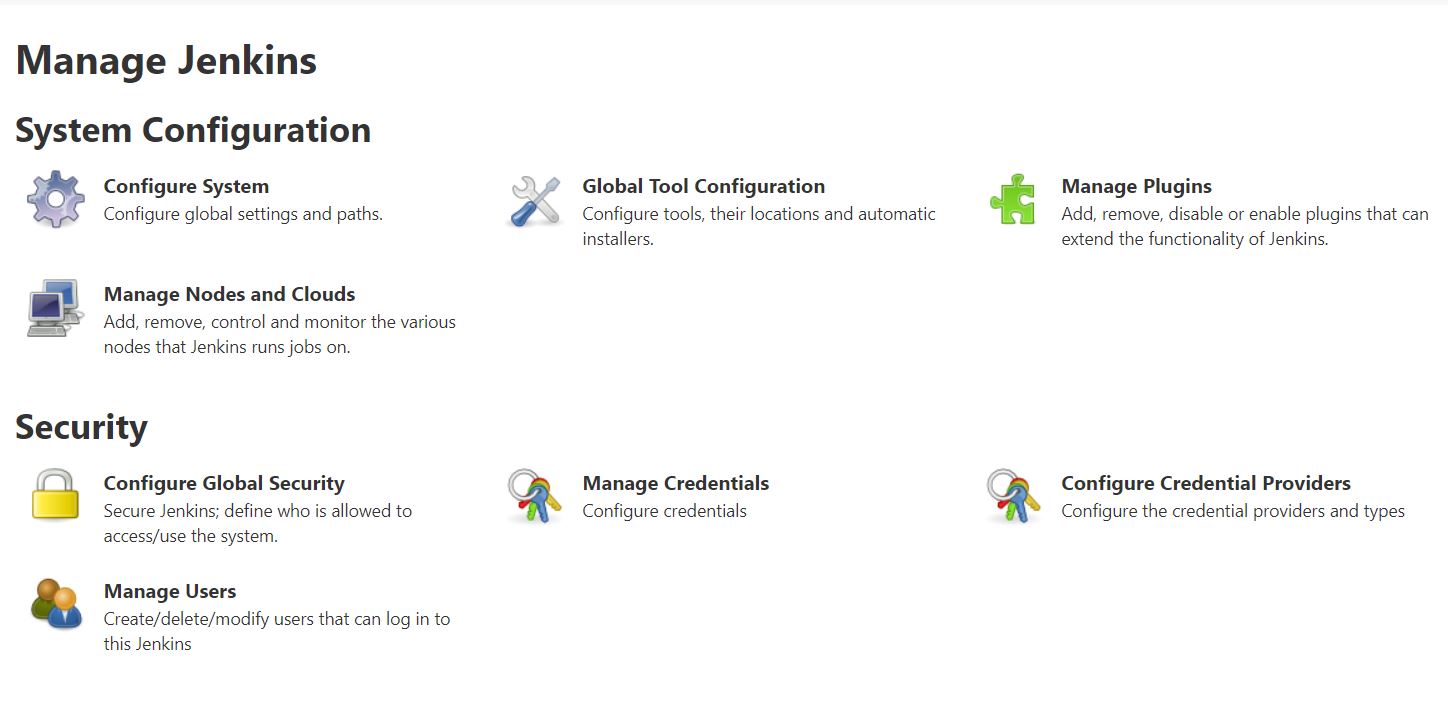 Manage Jenkins
System Configuration
Configure System
Configure global settings and paths.
Global Tool Configuration
Configure tools, their locations and automatic
installers.
Manage Plugins
Add, remove, disable or enable plugins that can
extend the functionality of Jenkins.
Manage Nodes and Clouds
Add, remove, control and monitor the various
nodes that Jenkins runs jobs on.
Security
Configure Global Security
Secure Jenkins; define who is allowed to
access/use the system.
Manage Credentials
Configure credentials
Configure Credential Providers
Configure the credential providers and types
Manage Users
Create/delete/modify users that can log in to
this Jenkins